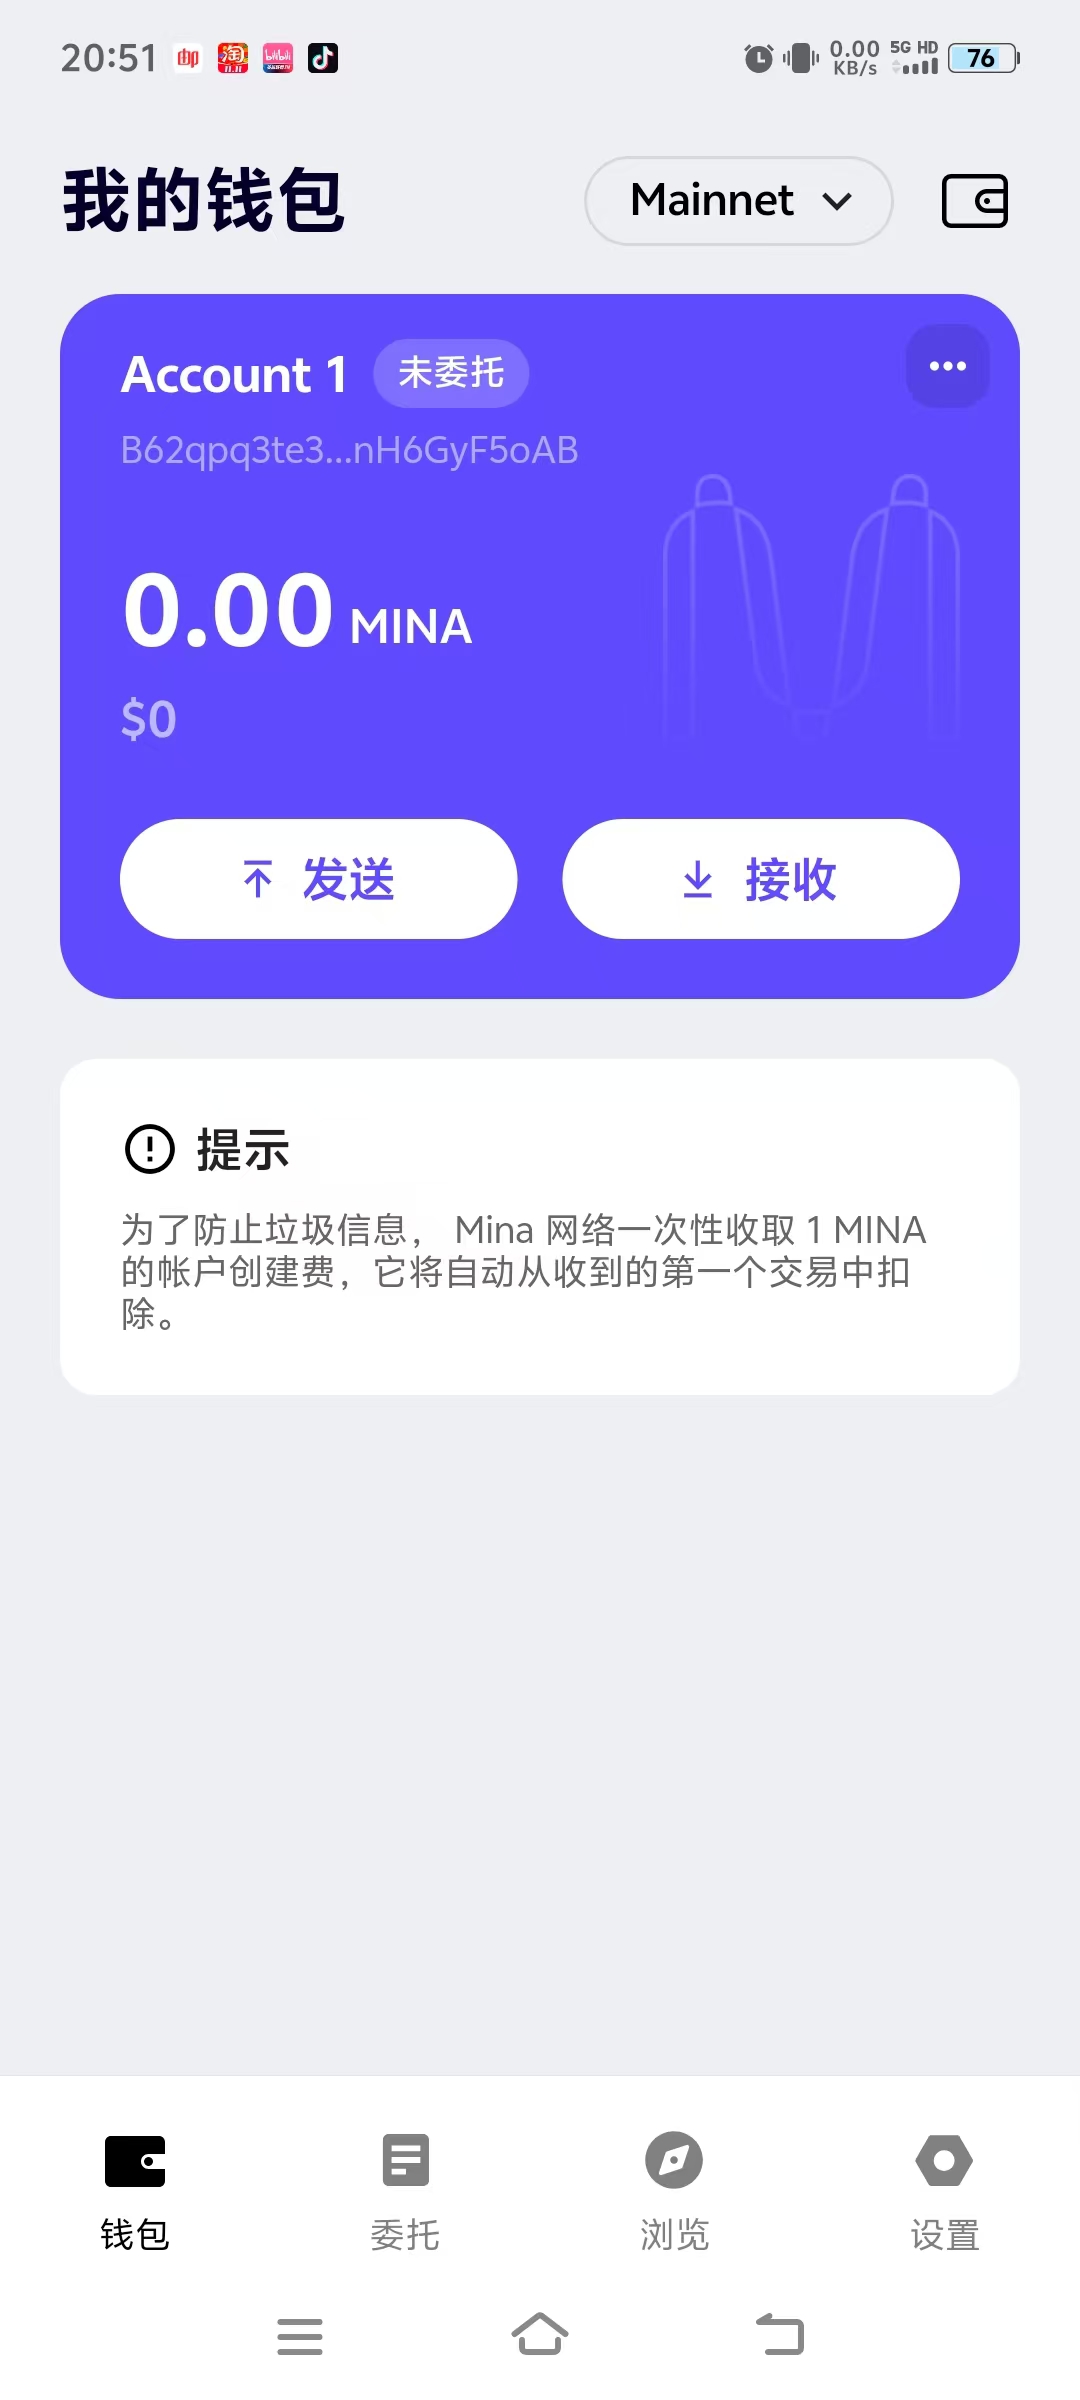 20:51
0.00 KB/s
5G HD
76
我的钱包
Mainnet
Account 1
未委托
B62qpq3te3...nH6GyF5oAB
0.00 MINA
$0
发送
接收
提示
为了防止垃圾信息， Mina 网络一次性收取 1 MINA
的帐户创建费，它将自动从收到的第一个交易中扣
除。
钱包
委托
浏览
设置